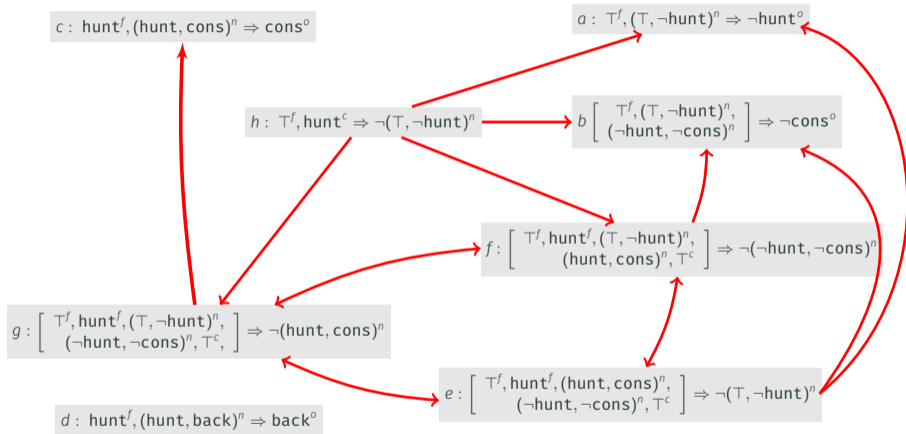 c : hunt^f, (hunt, cons)^n ⇒ cons^o
a : ⊤^f, (⊤, ¬hunt)^n ⇒ ¬hunt^o
h : ⊤^f, hunt^c ⇒ ¬(⊤, ¬hunt)^n
b [ ⊤^f, (⊤, ¬hunt)^n,
(¬hunt, ¬cons)^n ] ⇒ ¬cons^o
f : [ ⊤^f, hunt^f, (⊤, ¬hunt)^n,
(hunt, cons)^n, ⊤^c ] ⇒ ¬(¬hunt, ¬cons)^n
g : [ ⊤^f, hunt^f, (⊤, ¬hunt)^n,
(¬hunt, ¬cons)^n, ⊤^c, ] ⇒ ¬(hunt, cons)^n
e : [ ⊤^f, hunt^f, (hunt, cons)^n,
(¬hunt, ¬cons)^n, ⊤^c ] ⇒ ¬(⊤, ¬hunt)^n
d : hunt^f, (hunt, back)^n ⇒ back^o